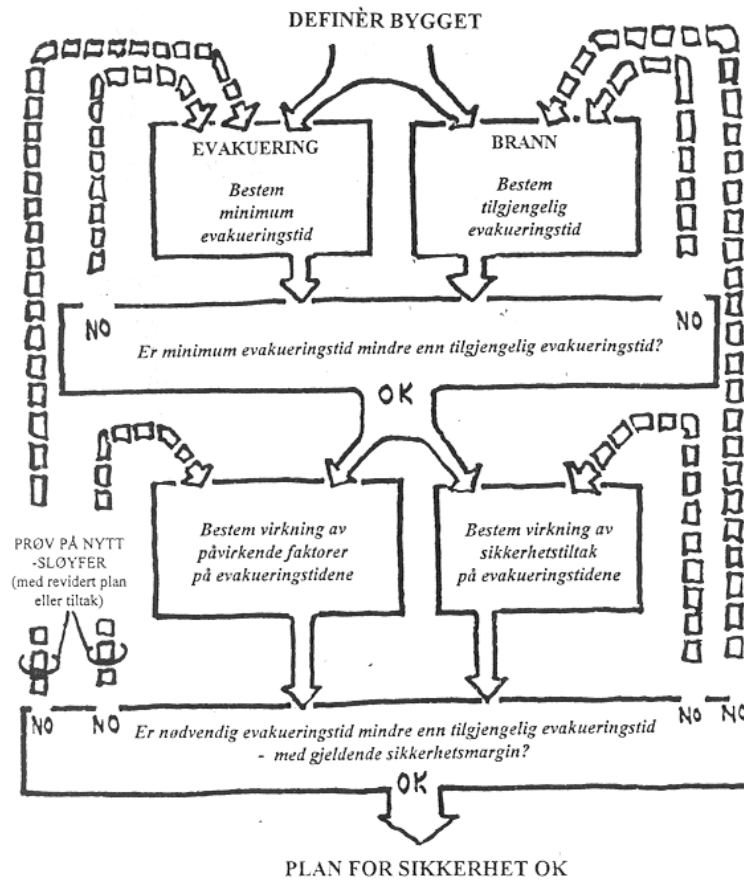 DEFINÈR BYGGET
EVAKUERING
Bestem
minimum
evakueringstid
BRANN
Bestem
tilgjengelig
evakueringstid
NO
NO
Er minimum evakueringstid mindre enn tilgjengelig evakueringstid?
OK
Bestem virkning av
påvirkende faktorer
på evakueringstidene
Bestem virkning av
sikkerhetstiltak
på evakueringstidene
PRØV PÅ NYTT
-SLØYFER
(med revidert plan
eller tiltak)
NO
NO
NO
NO
Er nødvendig evakueringstid mindre enn tilgjengelig evakueringstid
- med gjeldende sikkerhetsmargin?
OK
PLAN FOR SIKKERHET OK